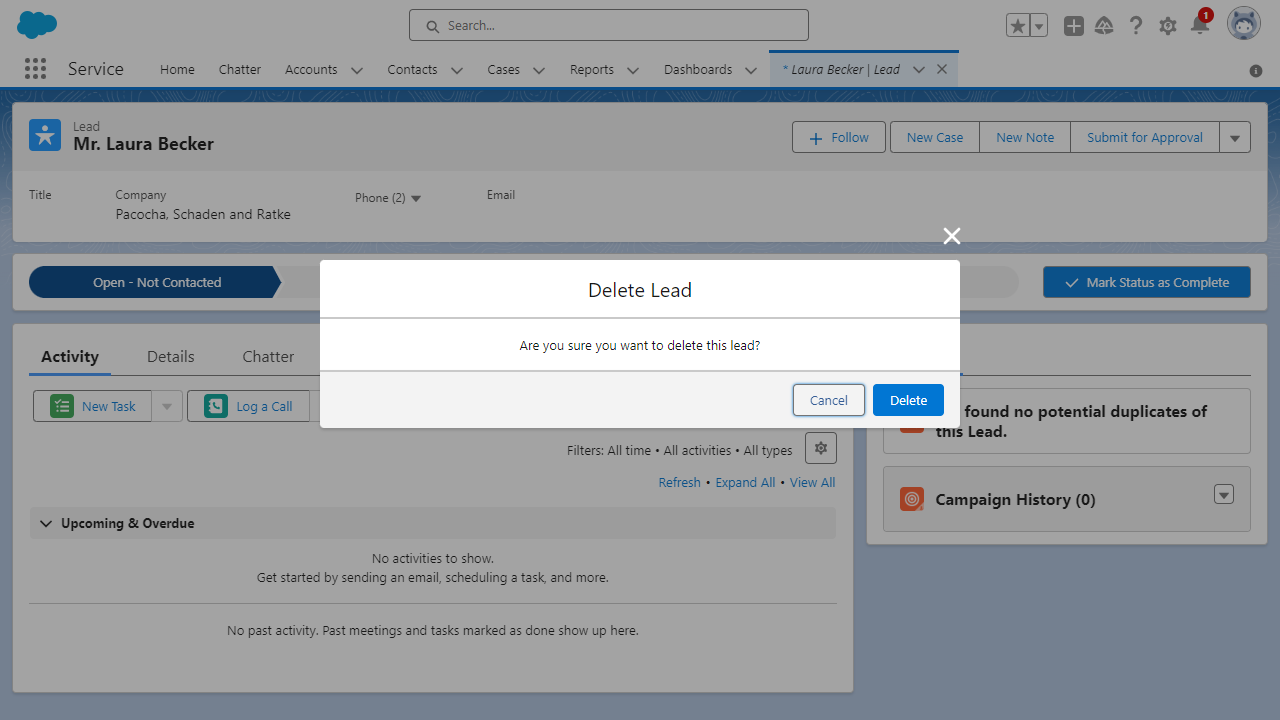 Search...
1
Service
Home
Chatter
Accounts
Contacts
Cases
Reports
Dashboards
* Laura Becker | Lead
Lead
Mr. Laura Becker
Follow
New Case
New Note
Submit for Approval
Title
Company
Phone (2)
Email
Pacocha, Schaden and Ratke
Open - Not Contacted
Mark Status as Complete
Delete Lead
Are you sure you want to delete this lead?
Cancel
Delete
Activity
Details
Chatter
New Task
Log a Call
found no potential duplicates of
this Lead.
Filters: All time • All activities • All types
Refresh • Expand All • View All
Campaign History (0)
Upcoming & Overdue
No activities to show.
Get started by sending an email, scheduling a task, and more.
No past activity. Past meetings and tasks marked as done show up here.